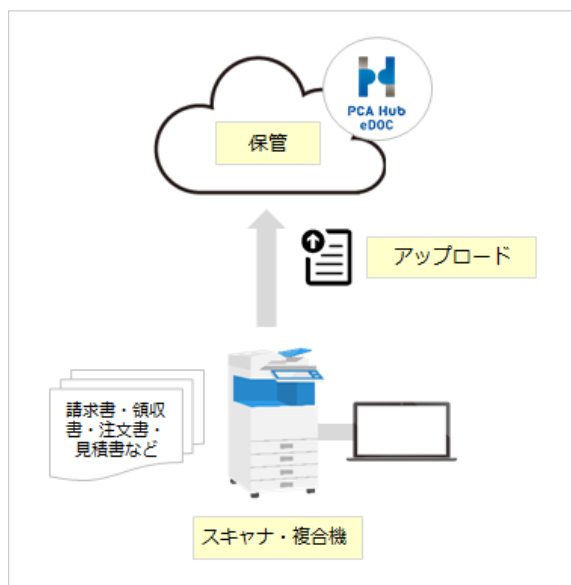 PCA Hub
eDOC
保管
アップロード
請求書・領収
書・注文書・
見積書など
スキャナ・複合機